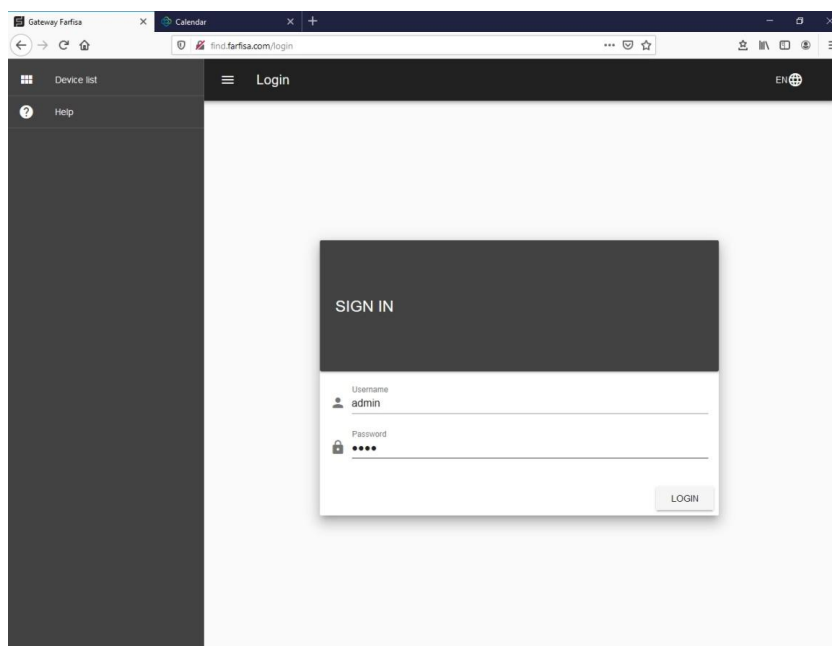 Gateway Farfisa
Calendar
find.farfisa.com/login
Device list
Login
EN
Help
SIGN IN
Username
admin
Password
••••
LOGIN